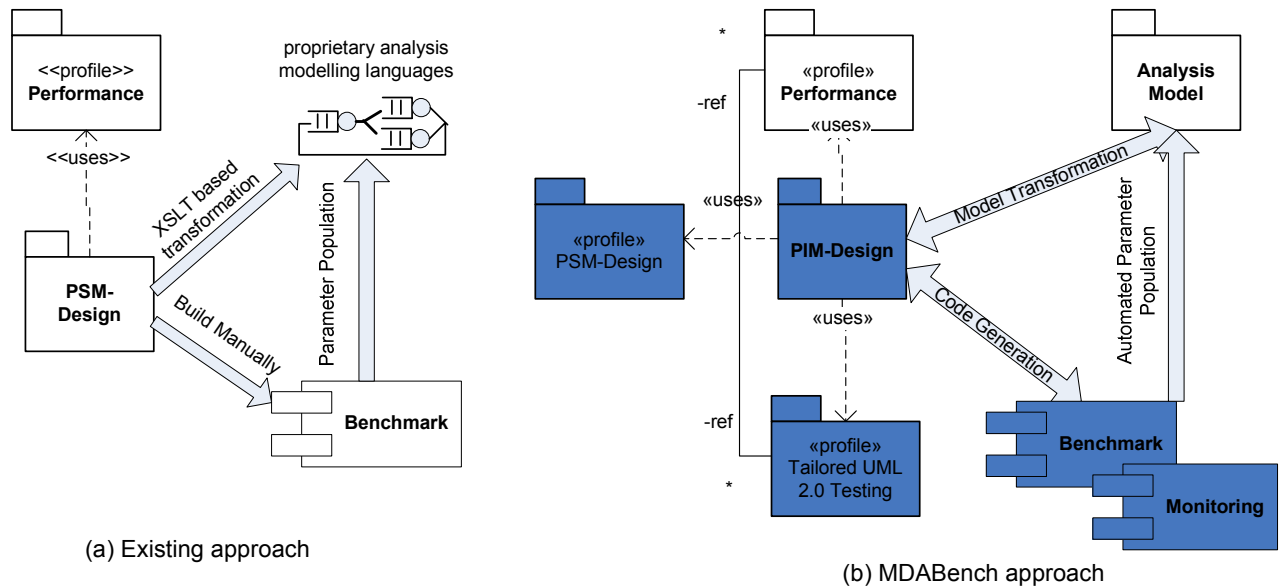 <<profile>>
Performance
<<uses>>
proprietary analysis
modelling languages
XSLT based
transformation
PSM-
Design
Build Manually
Parameter Population
Benchmark
(a) Existing approach
*
-ref
«profile»
Performance
«uses»
Analysis
Model
«uses»
«profile»
PSM-Design
PIM-Design
Model Transformation
«uses»
Code Generation
Automated Parameter
Population
-ref
*
«profile»
Tailored UML
2.0 Testing
Benchmark
Monitoring
(b) MDABench approach